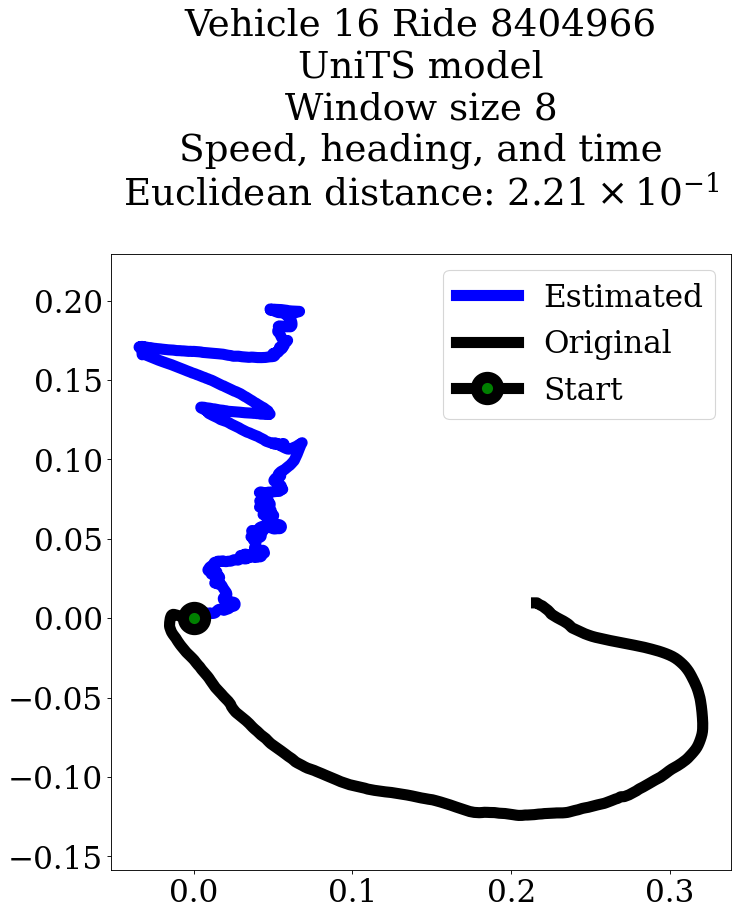 Vehicle 16 Ride 8404966
UniTS model
Window size 8
Speed, heading, and time
Euclidean distance: 2.21 × 10⁻¹
Estimated
Original
Start
0.20
0.15
0.10
0.05
0.00
−0.05
−0.10
−0.15
0.0 0.1 0.2 0.3